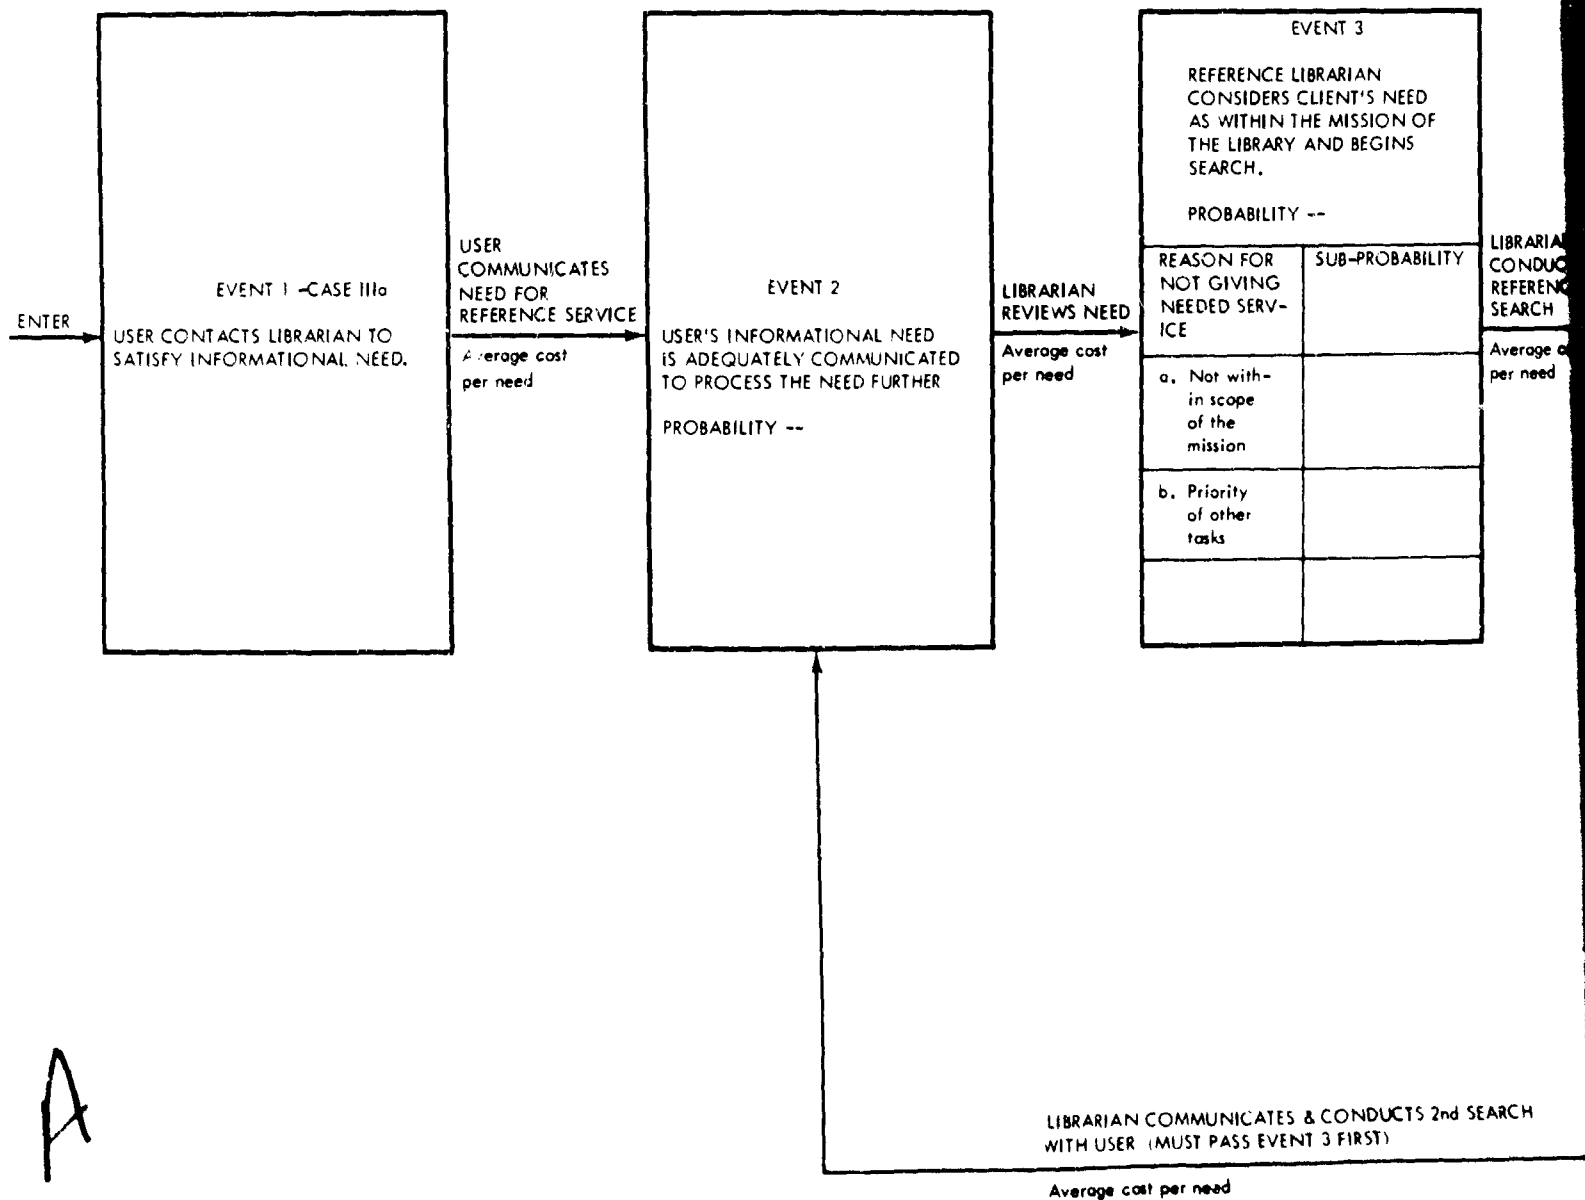 ENTER
EVENT 1 -CASE IIIa
USER CONTACTS LIBRARIAN TO
SATISFY INFORMATIONAL NEED.
USER
COMMUNICATES
NEED FOR
REFERENCE SERVICE
Average cost
per need
EVENT 2
USER'S INFORMATIONAL NEED
IS ADEQUATELY COMMUNICATED
TO PROCESS THE NEED FURTHER
PROBABILITY --
LIBRARIAN
REVIEWS NEED
Average cost
per need
EVENT 3
REFERENCE LIBRARIAN
CONSIDERS CLIENT'S NEED
AS WITHIN THE MISSION OF
THE LIBRARY AND BEGINS
SEARCH.
PROBABILITY --
REASON FOR
NOT GIVING
NEEDED SERV-
ICE
SUB-PROBABILITY
a. Not with-
in scope
of the
mission
b. Priority
of other
tasks
LIBRARIA
CONDUC
REFERENC
SEARCH
Average
per need
LIBRARIAN COMMUNICATES & CONDUCTS 2nd SEARCH
WITH USER (MUST PASS EVENT 3 FIRST)
Average cost per need
A